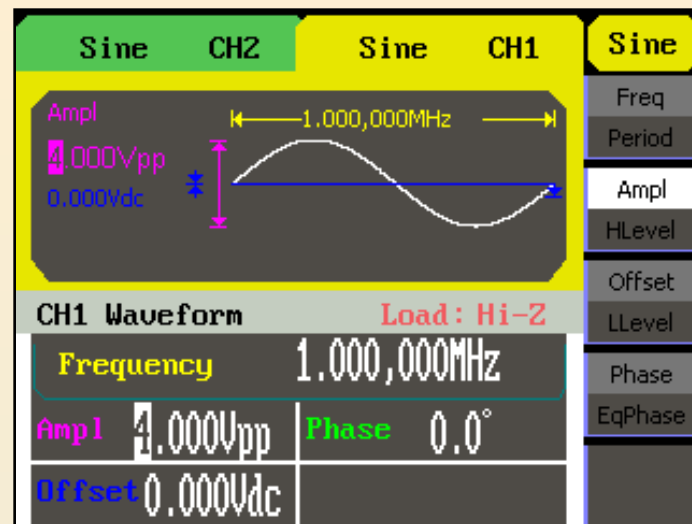 Sine CH2 Sine CH1 Sine
Ampl
1.000,000MHz
4.000Vpp
0.000Vdc
Freq
Period
Ampl
HLevel
Offset
LLevel
Phase
EqPhase
CH1 Waveform Load: Hi-Z
Frequency 1.000,000MHz
Ampl 4.000Vpp Phase 0.0°
Offset 0.000Vdc